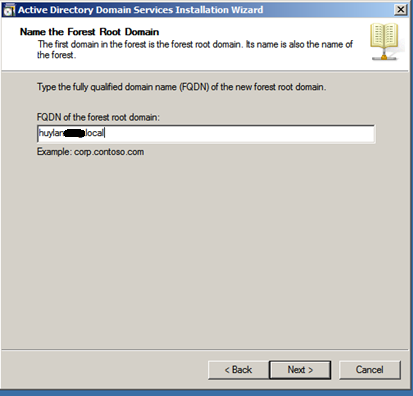 Active Directory Domain Services Installation Wizard
Name the Forest Root Domain
The first domain in the forest is the forest root domain. Its name is also the name of
the forest.
Type the fully qualified domain name (FQDN) of the new forest root domain.
FQDN of the forest root domain:
Example: corp.contoso.com
< Back
Next >
Cancel